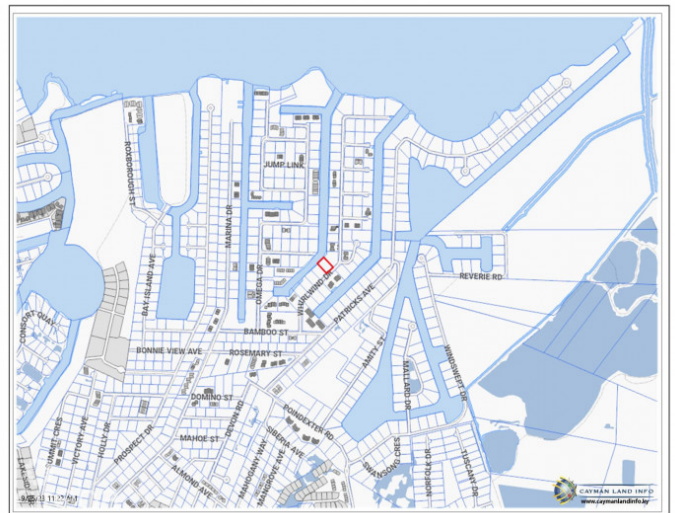 ROXBOROUGH ST
JUMP LINK
MARINA DR
OMEGA DR
BAY ISLAND AVE
WHIRLWIND DR
REVERIE RD
PATRICKS AVE
CONSORT QUAY
BAMBOO ST
BONNIE VIEW AVE
ROSEMARY ST
AMITY ST
MALLARD DR
WINDSWEPT DR
DOMINO ST
DEVON RD
POINDEXTER RD
SUMMIT CRES
VICTORY AVE
HOLLY DR
PROSPECT DR
MAHOE ST
SIBERIA AVE
MAHOGANY WAY
MANGROVE AVE
ALMOND AVE
SWANSONG CRES
NORFOLK DR
TUSCANY DR
CAYMAN LAND INFO
www.caymanlandinfo.ky